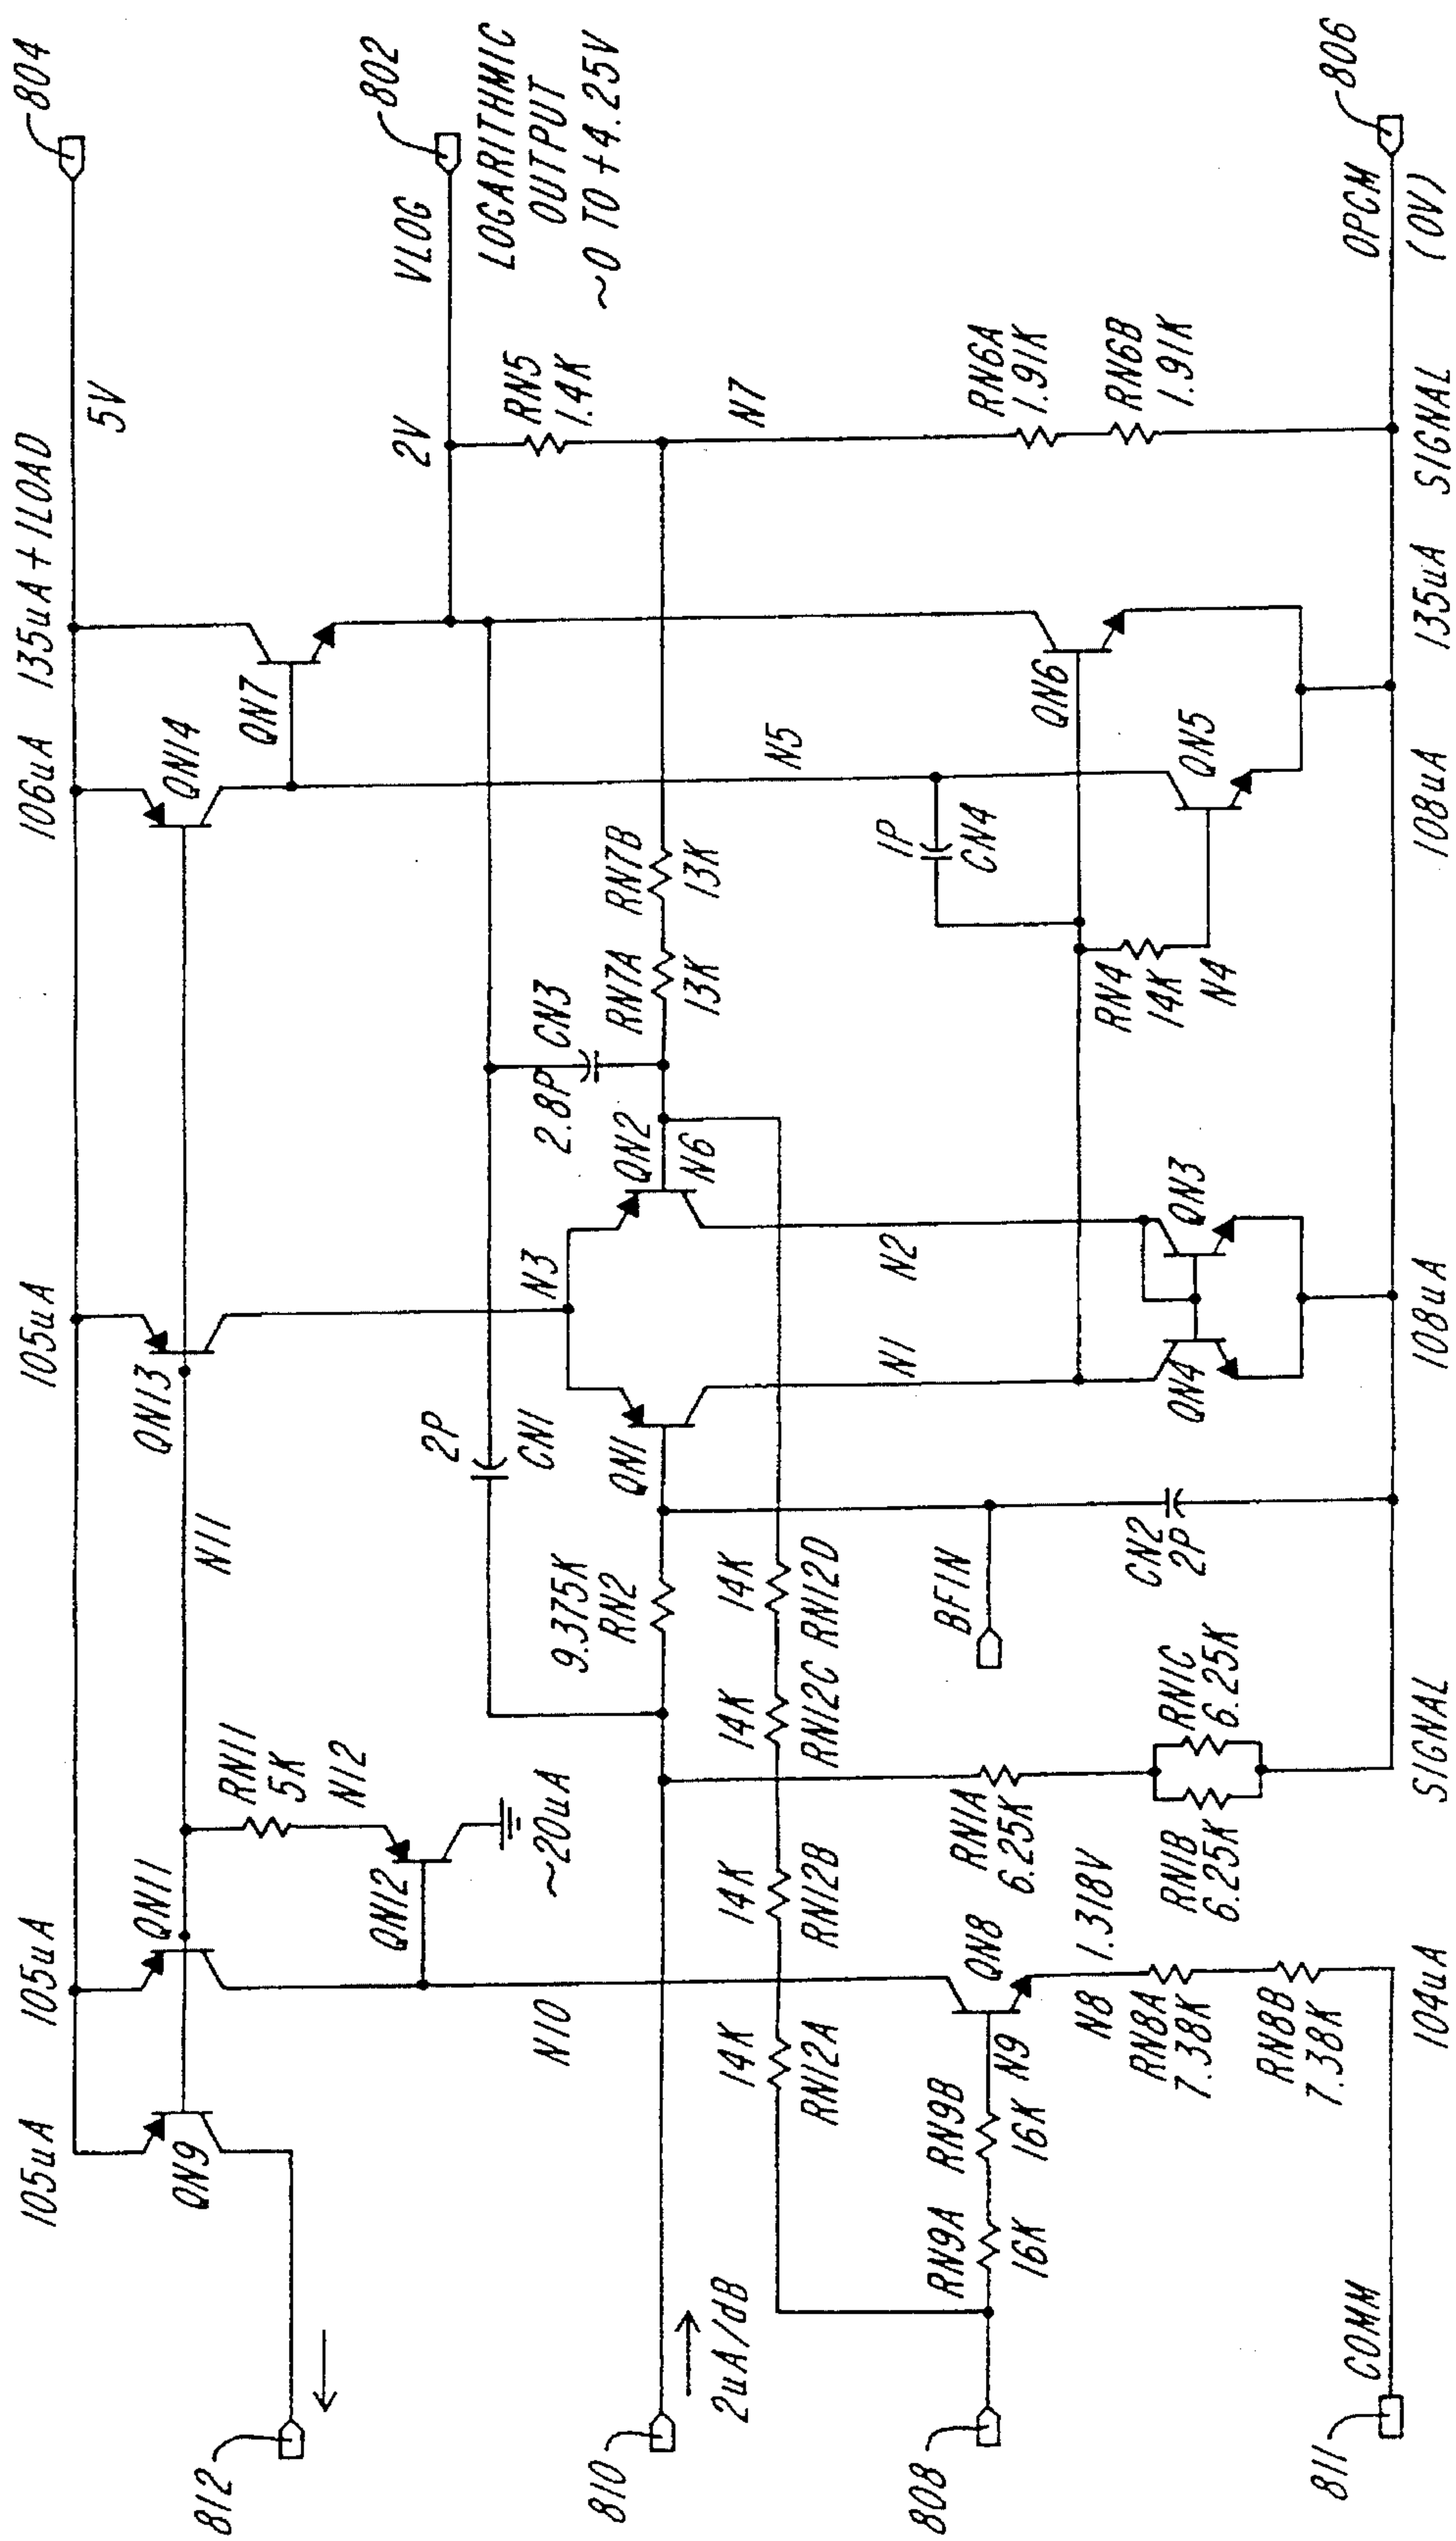 804
5V
105uA
105uA
105uA
106uA
135uA + ILOAD
QN9
QN11
QN13
QN14
QN7
N11
RN11
5K
N12
QN12
~20uA
2P
CN1
2V
VLOG
802
LOGARITHMIC
OUTPUT
~0 TO +4.25V
RN5
1.4K
812
N10
9.375K
RN2
N3
QN1
QN2
N6
2.8P
CN3
RN7A
13K
RN7B
13K
N5
N7
810
2uA/dB
14K
RN12A
14K
RN12B
14K
RN12C
14K
RN12D
N1
N2
1P
CN4
RN6A
1.91K
RN6B
1.91K
808
RN9A
16K
RN9B
16K
N9
QN8
N8
1.318V
RN8A
7.38K
RN8B
7.38K
RN1A
6.25K
RN1B
6.25K
RN1C
6.25K
BFIN
CN2
2P
QN4
QN3
RN4
14K
N4
QN5
QN6
811
COMM
104uA
SIGNAL
108uA
108uA
135uA
SIGNAL
OPCM
(0V)
806